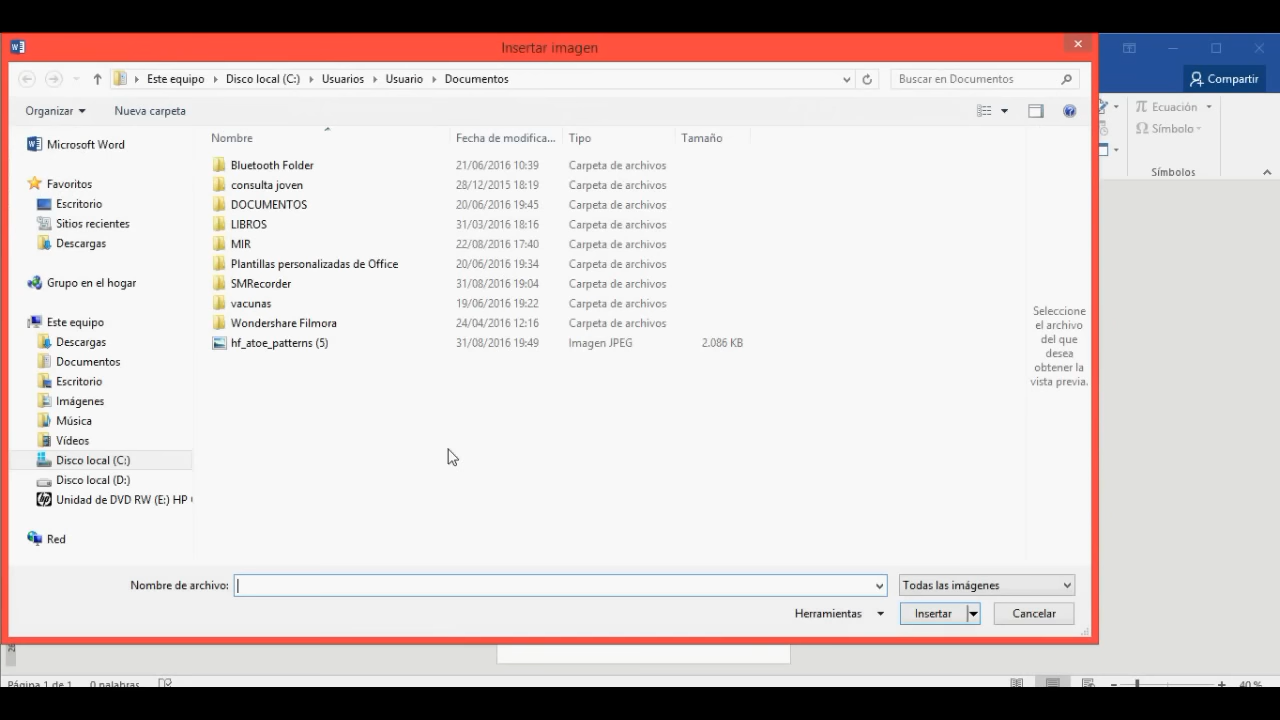 Insertar imagen
Este equipo Disco local (C:) Usuarios Usuario Documentos
Buscar en Documentos
Compartir
Organizar
Nueva carpeta
Ecuación
Símbolo
Símbolos
Nombre Fecha de modifica... Tipo Tamaño
Bluetooth Folder 21/06/2016 10:39 Carpeta de archivos
consulta joven 28/12/2015 18:19 Carpeta de archivos
DOCUMENTOS 20/06/2016 19:45 Carpeta de archivos
LIBROS 31/03/2016 18:16 Carpeta de archivos
MIR 22/08/2016 17:40 Carpeta de archivos
Plantillas personalizadas de Office 20/06/2016 19:34 Carpeta de archivos
SMRecorder 31/08/2016 19:04 Carpeta de archivos
vacunas 19/06/2016 19:22 Carpeta de archivos
Wondershare Filmora 24/04/2016 12:16 Carpeta de archivos
hf_atoe_patterns (5) 31/08/2016 19:49 Imagen JPEG 2.086 KB
Microsoft Word
Favoritos
Escritorio
Sitios recientes
Descargas
Grupo en el hogar
Este equipo
Descargas
Documentos
Escritorio
Imágenes
Música
Vídeos
Disco local (C:)
Disco local (D:)
Unidad de DVD RW (E:) HP
Red
Seleccione
el archivo
del que
desea
obtener la
vista previa.
Nombre de archivo:
Todas las imágenes
Herramientas
Insertar
Cancelar
Página 1 de 1 0 palabras
40 %